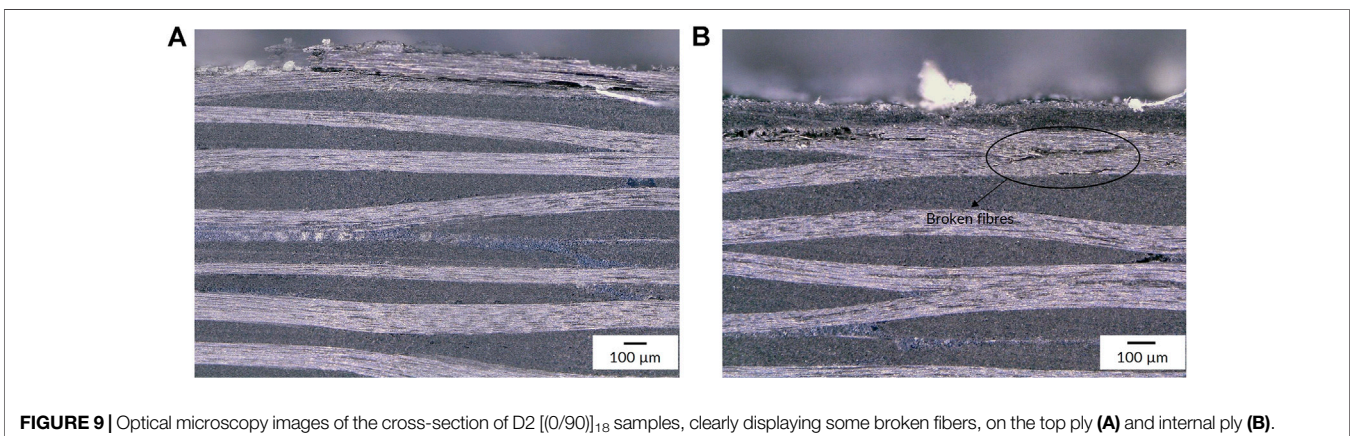 A
B
Broken fibres
100 µm
100 µm
FIGURE 9 | Optical microscopy images of the cross-section of D2 [(0/90)]18 samples, clearly displaying some broken fibers, on the top ply (A) and internal ply (B).